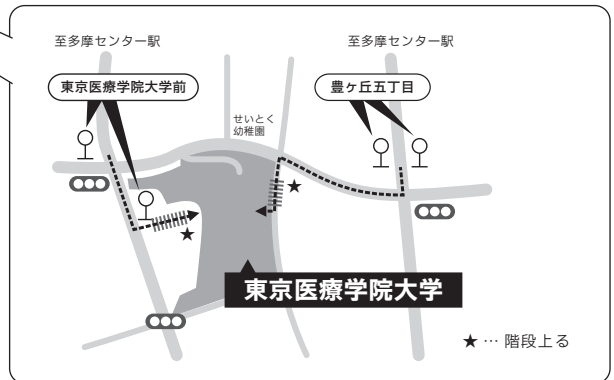 至多摩センター駅
至多摩センター駅
東京医療学院大学前
豊ヶ丘五丁目
せいとく
幼稚園
★
★
東京医療学院大学
★ … 階段上る